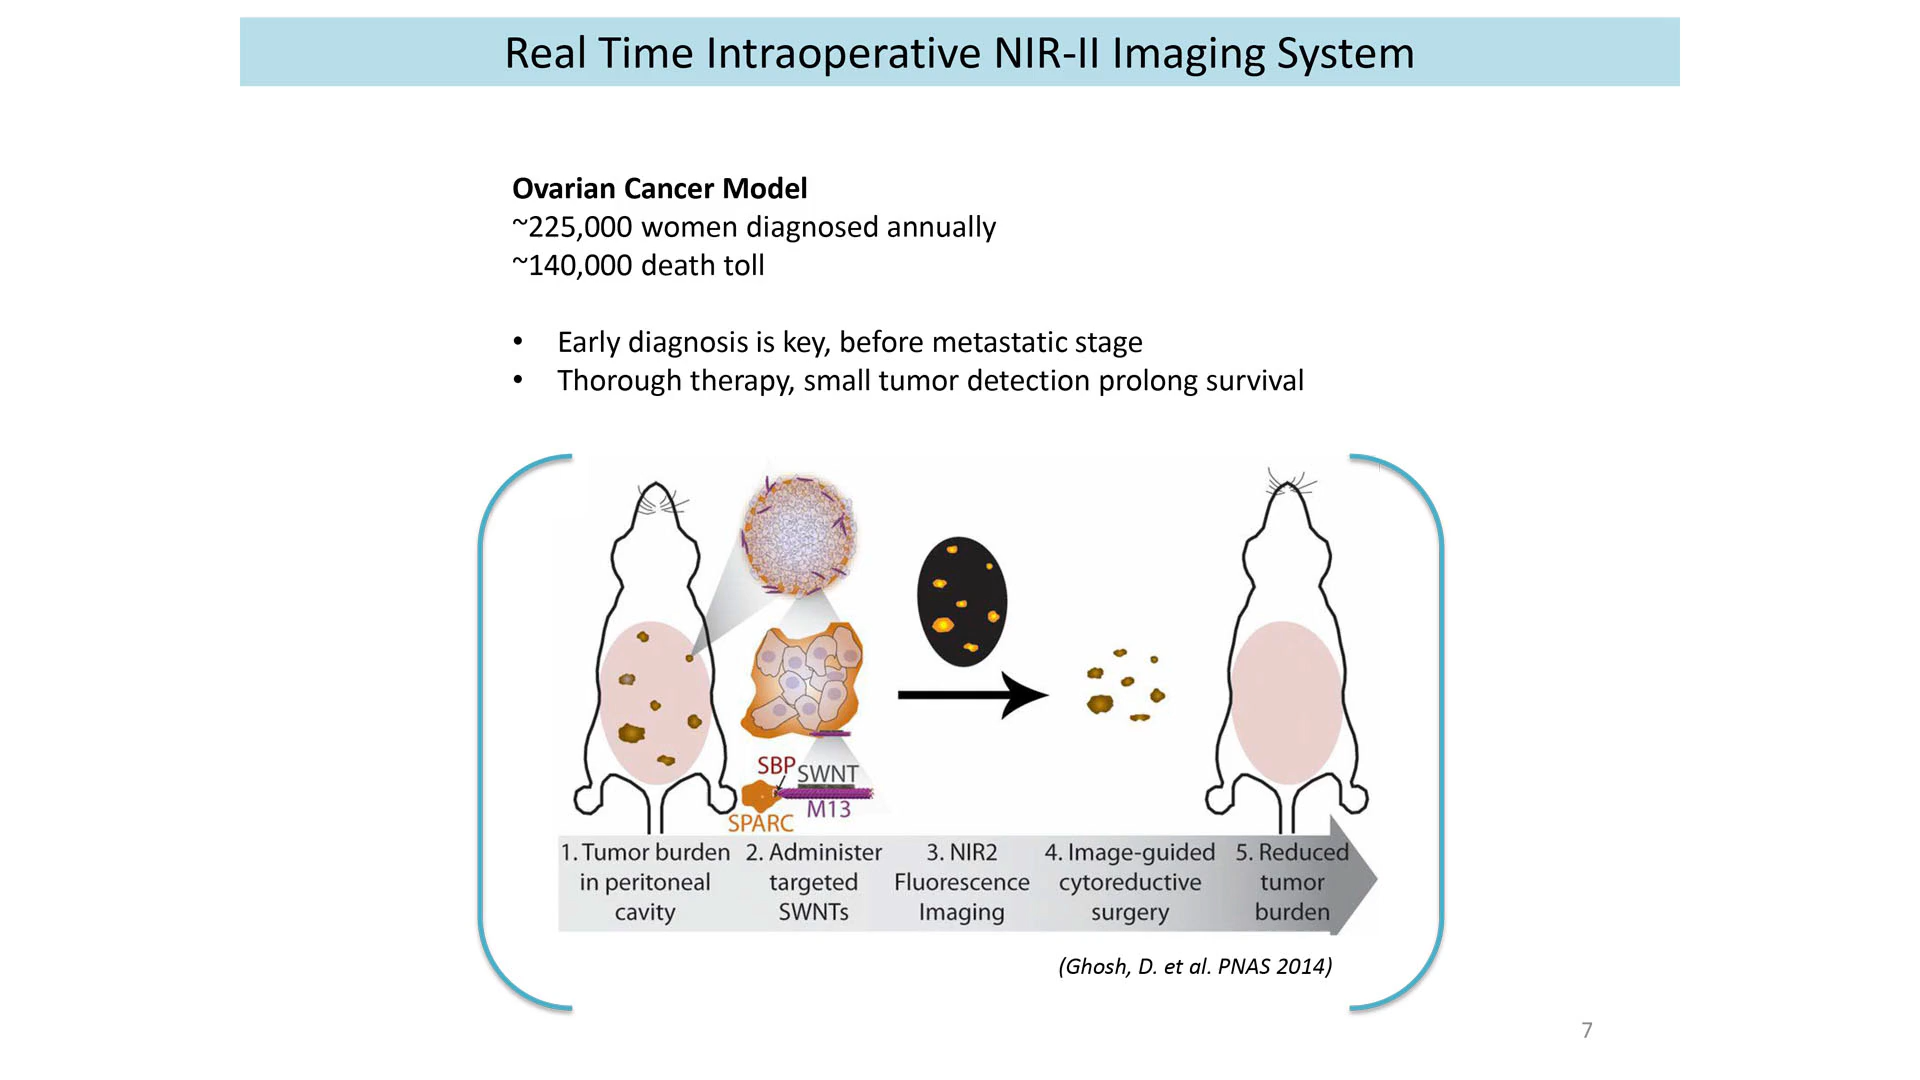 Real Time Intraoperative NIR-II Imaging System
Ovarian Cancer Model
~225,000 women diagnosed annually
~140,000 death toll
• Early diagnosis is key, before metastatic stage
• Thorough therapy, small tumor detection prolong survival
SBP
SWNT
M13
SPARC
1. Tumor burden
in peritoneal
cavity
2. Administer
targeted
SWNTs
3. NIR2
Fluorescence
Imaging
4. Image-guided
cytoreductive
surgery
5. Reduced
tumor
burden
(Ghosh, D. et al. PNAS 2014)
7